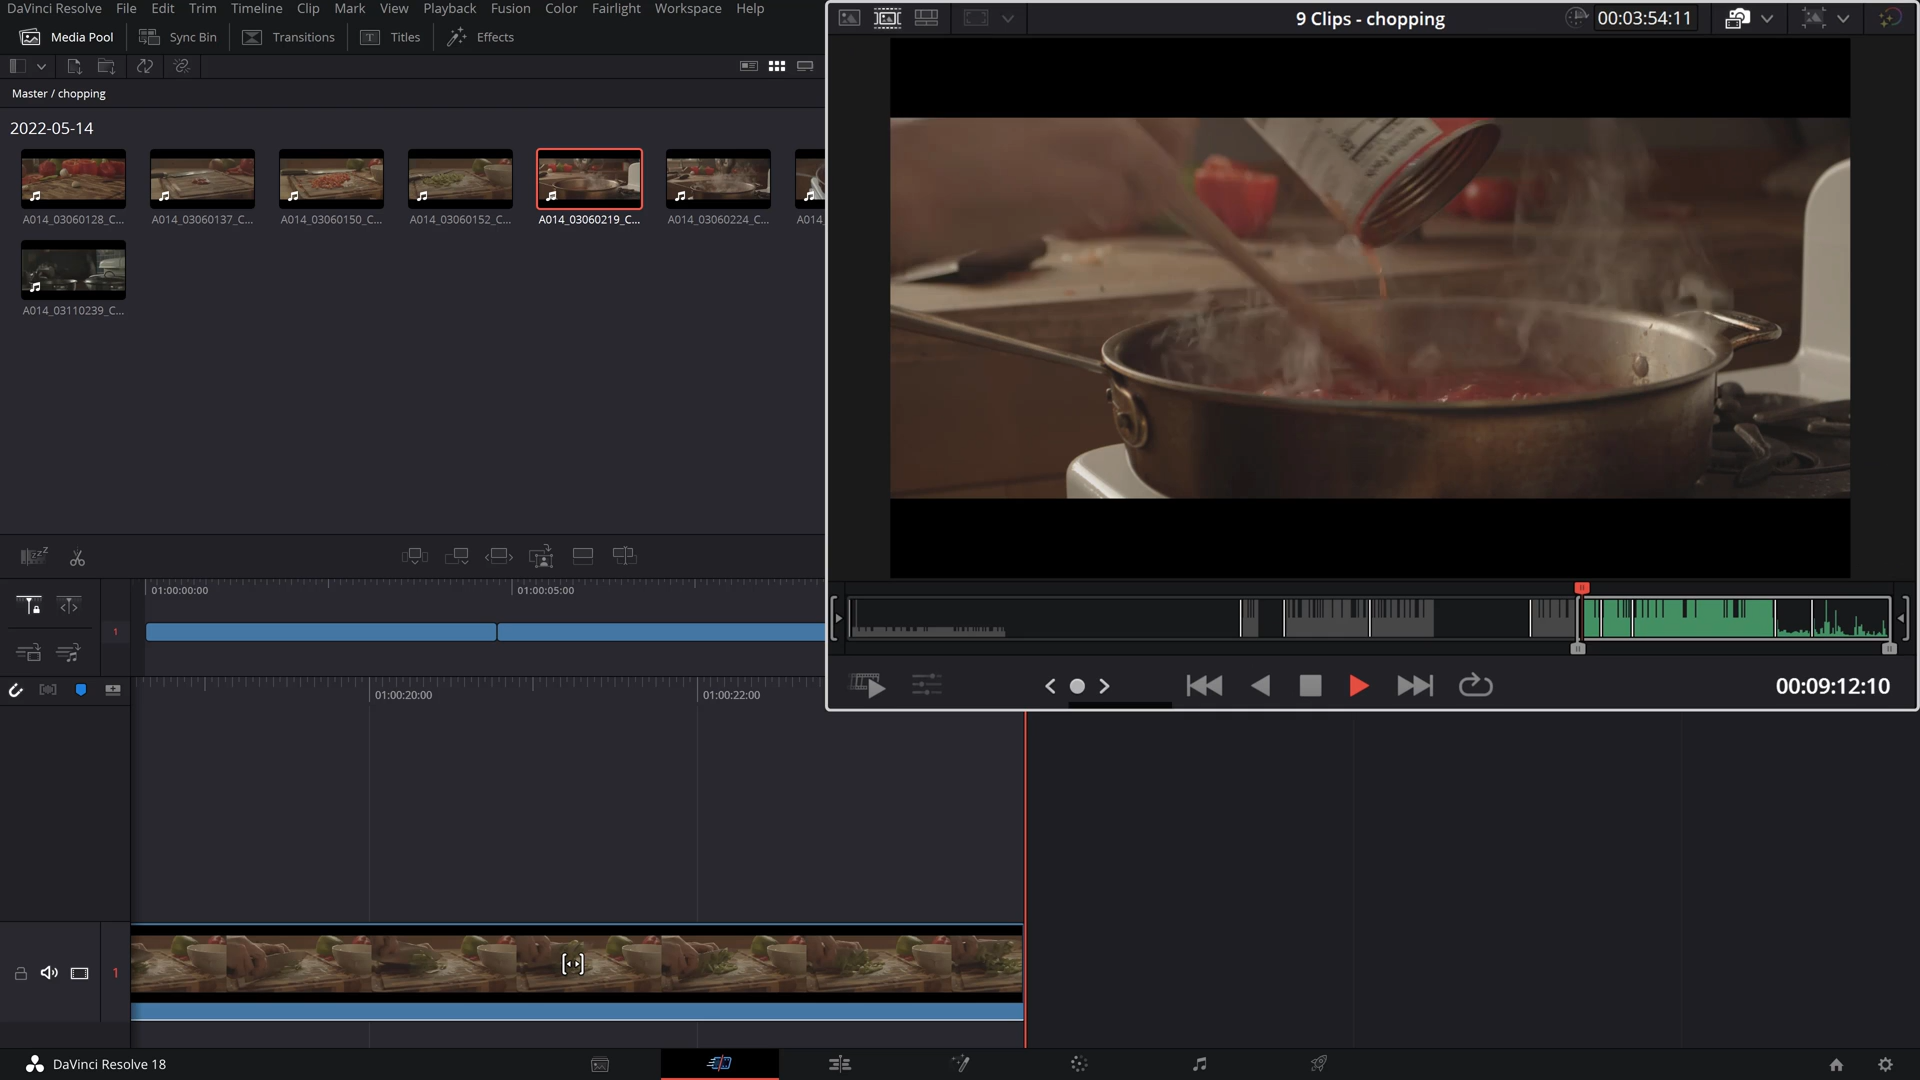 DaVinci Resolve File Edit Trim Timeline Clip Mark View Playback Fusion Color Fairlight Workspace Help
Media Pool Sync Bin Transitions Titles Effects
9 Clips - chopping 00:03:54:11
Master / chopping
2022-05-14
A014_03060128_C... A014_03060137_C... A014_03060150_C... A014_03060152_C... A014_03060219_C... A014_03060224_C... A014
A014_03110239_C...
00:09:12:10
01:00:00:00 01:00:05:00
1
01:00:20:00 01:00:22:00
1
DaVinci Resolve 18